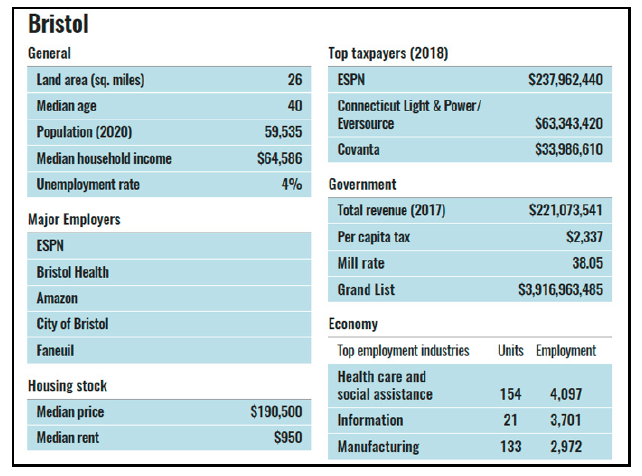 Bristol
General
Land area (sq. miles) 26
Median age 40
Population (2020) 59,535
Median household income $64,586
Unemployment rate 4%
Major Employers
ESPN
Bristol Health
Amazon
City of Bristol
Faneuil
Housing stock
Median price $190,500
Median rent $950
Top taxpayers (2018)
ESPN $237,962,440
Connecticut Light & Power/
Eversource $63,343,420
Covanta $33,986,610
Government
Total revenue (2017) $221,073,541
Per capita tax $2,337
Mill rate 38.05
Grand List $3,916,963,485
Economy
Top employment industries Units Employment
Health care and
social assistance 154 4,097
Information 21 3,701
Manufacturing 133 2,972